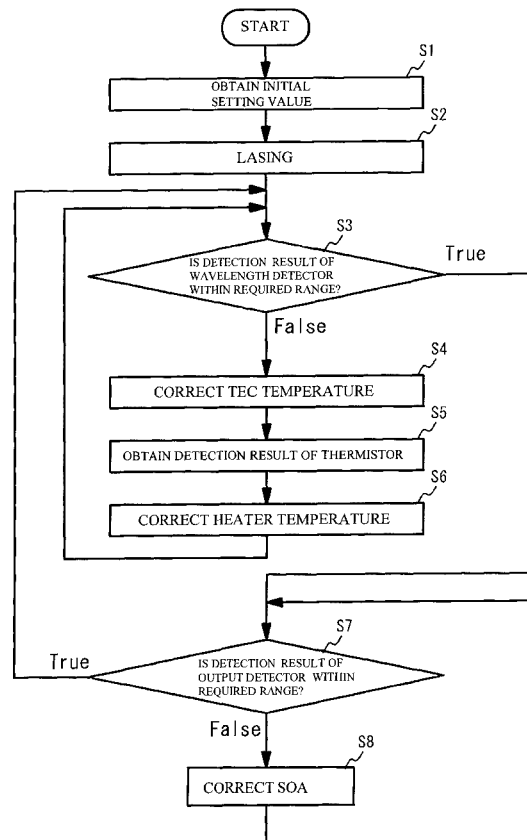 START
S1
OBTAIN INITIAL
SETTING VALUE
S2
LASING
S3
IS DETECTION RESULT OF
WAVELENGTH DETECTOR
WITHIN REQUIRED RANGE?
True
False
S4
CORRECT TEC TEMPERATURE
S5
OBTAIN DETECTION RESULT OF THERMISTOR
S6
CORRECT HEATER TEMPERATURE
S7
True
IS DETECTION RESULT OF
OUTPUT DETECTOR WITHIN
REQUIRED RANGE?
False
S8
CORRECT SOA